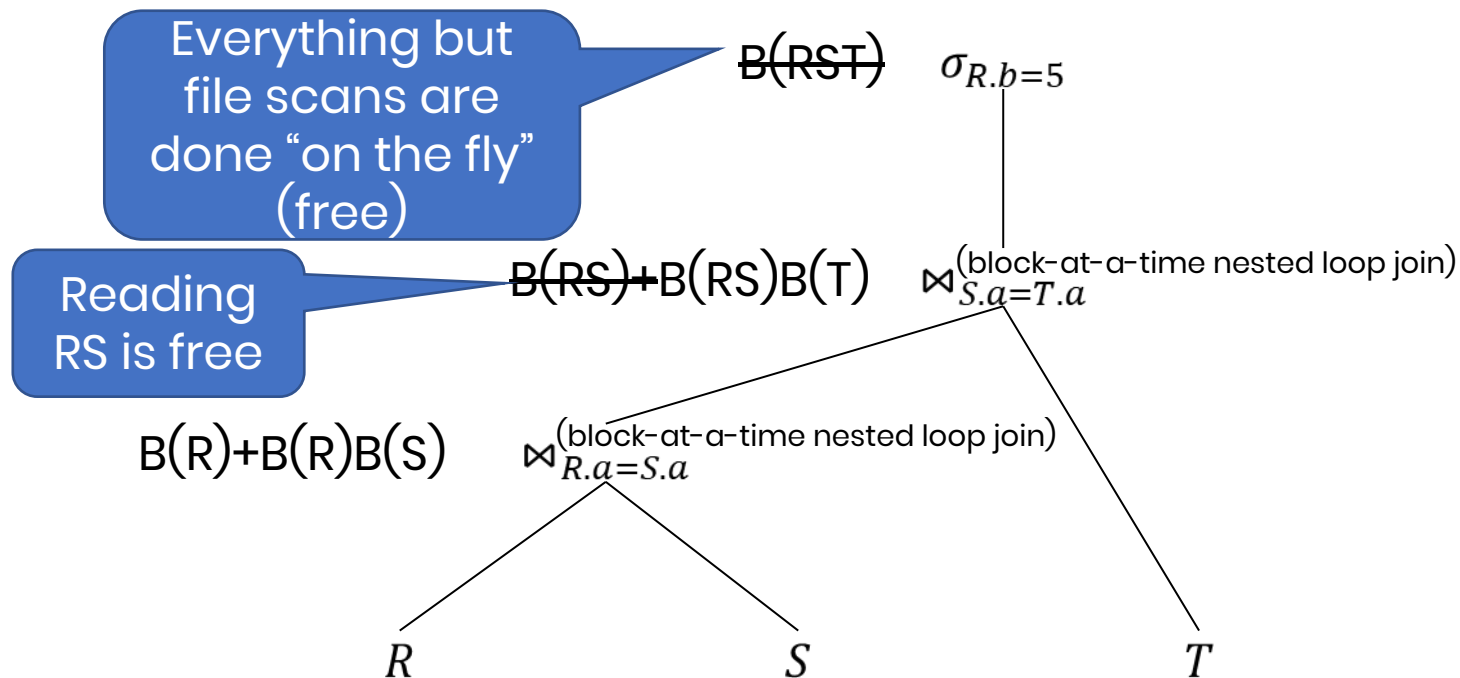 Everything but
file scans are
done “on the fly”
(free)
B(RST)
σ_{R.b=5}
Reading
RS is free
B(RS)+B(RS)B(T)
⋈_{S.a=T.a}^{(block-at-a-time nested loop join)}
B(R)+B(R)B(S)
⋈_{R.a=S.a}^{(block-at-a-time nested loop join)}
R
S
T